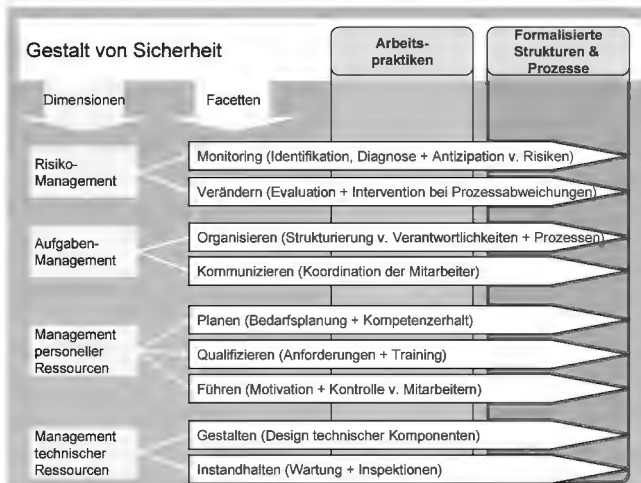 Gestalt von Sicherheit
Arbeits-
praktiken
Formalisierte
Strukturen &
Prozesse
Dimensionen
Facetten
Risiko-
Management
Monitoring (Identifikation, Diagnose + Antizipation v. Risiken)
Verändern (Evaluation + Intervention bei Prozessabweichungen)
Aufgaben-
Management
Organisieren (Strukturierung v. Verantwortlichkeiten + Prozessen)
Kommunizieren (Koordination der Mitarbeiter)
Management
personeller
Ressourcen
Planen (Bedarfsplanung + Kompetenzerhalt)
Qualifizieren (Anforderungen + Training)
Führen (Motivation + Kontrolle v. Mitarbeitern)
Management
technischer
Ressourcen
Gestalten (Design technischer Komponenten)
Instandhalten (Wartung + Inspektionen)